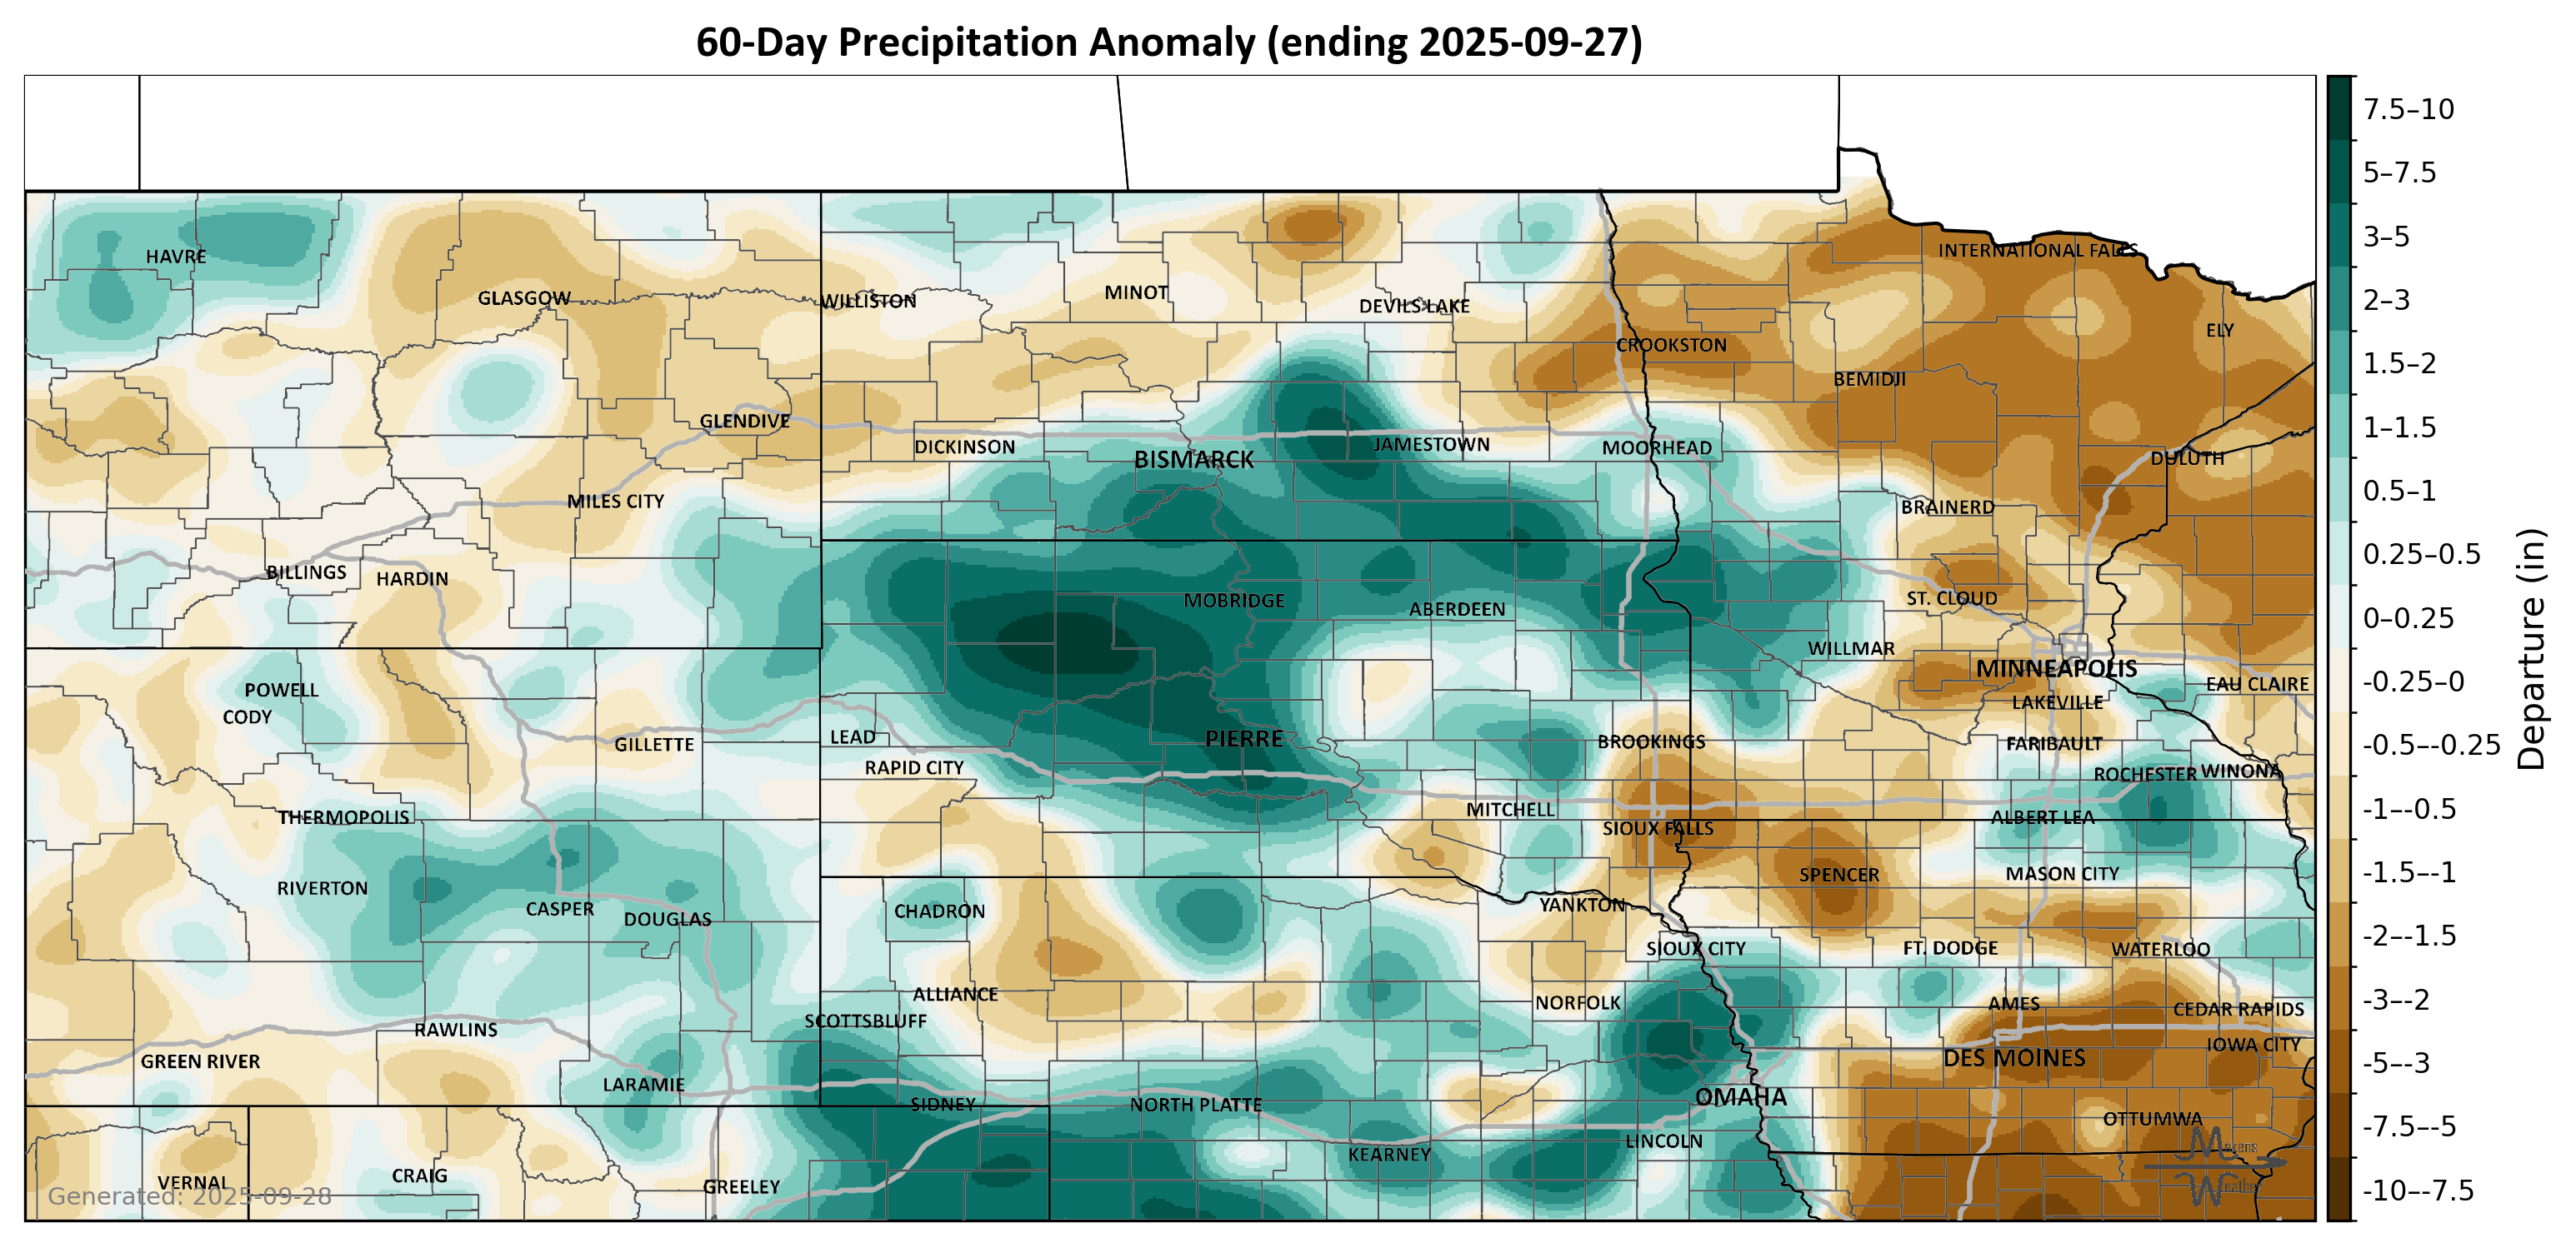 60-Day Precipitation Anomaly (ending 2025-09-27)
HAVRE
GLASGOW
WILLISTON
MINOT
DEVILS LAKE
INTERNATIONAL FALLS
ELY
CROOKSTON
BEMIDJI
GLENDIVE
DICKINSON
BISMARCK
JAMESTOWN
MOORHEAD
DULUTH
MILES CITY
BRAINERD
BILLINGS
HARDIN
MOBRIDGE
ABERDEEN
ST. CLOUD
WILLMAR
MINNEAPOLIS
EAU CLAIRE
POWELL
CODY
LAKEVILLE
GILLETTE
LEAD
PIERRE
BROOKINGS
FARIBAULT
RAPID CITY
ROCHESTER
WINONA
THERMOPOLIS
MITCHELL
SIOUX FALLS
ALBERT LEA
RIVERTON
SPENCER
MASON CITY
CASPER
DOUGLAS
CHADRON
YANKTON
SIOUX CITY
FT. DODGE
WATERLOO
ALLIANCE
NORFOLK
AMES
CEDAR RAPIDS
SCOTTSBLUFF
RAWLINS
IOWA CITY
GREEN RIVER
DES MOINES
LARAMIE
SIDNEY
NORTH PLATTE
OMAHA
OTTUMWA
LINCOLN
KEARNEY
VERNAL
CRAIG
GREELEY
Generated: 2025-09-28
Makens
Weather
7.5–10
5–7.5
3–5
2–3
1.5–2
1–1.5
0.5–1
0.25–0.5
0–0.25
-0.25–0
-0.5–-0.25
-1–-0.5
-1.5–-1
-2–-1.5
-3–-2
-5–-3
-7.5–-5
-10–-7.5
Departure (in)